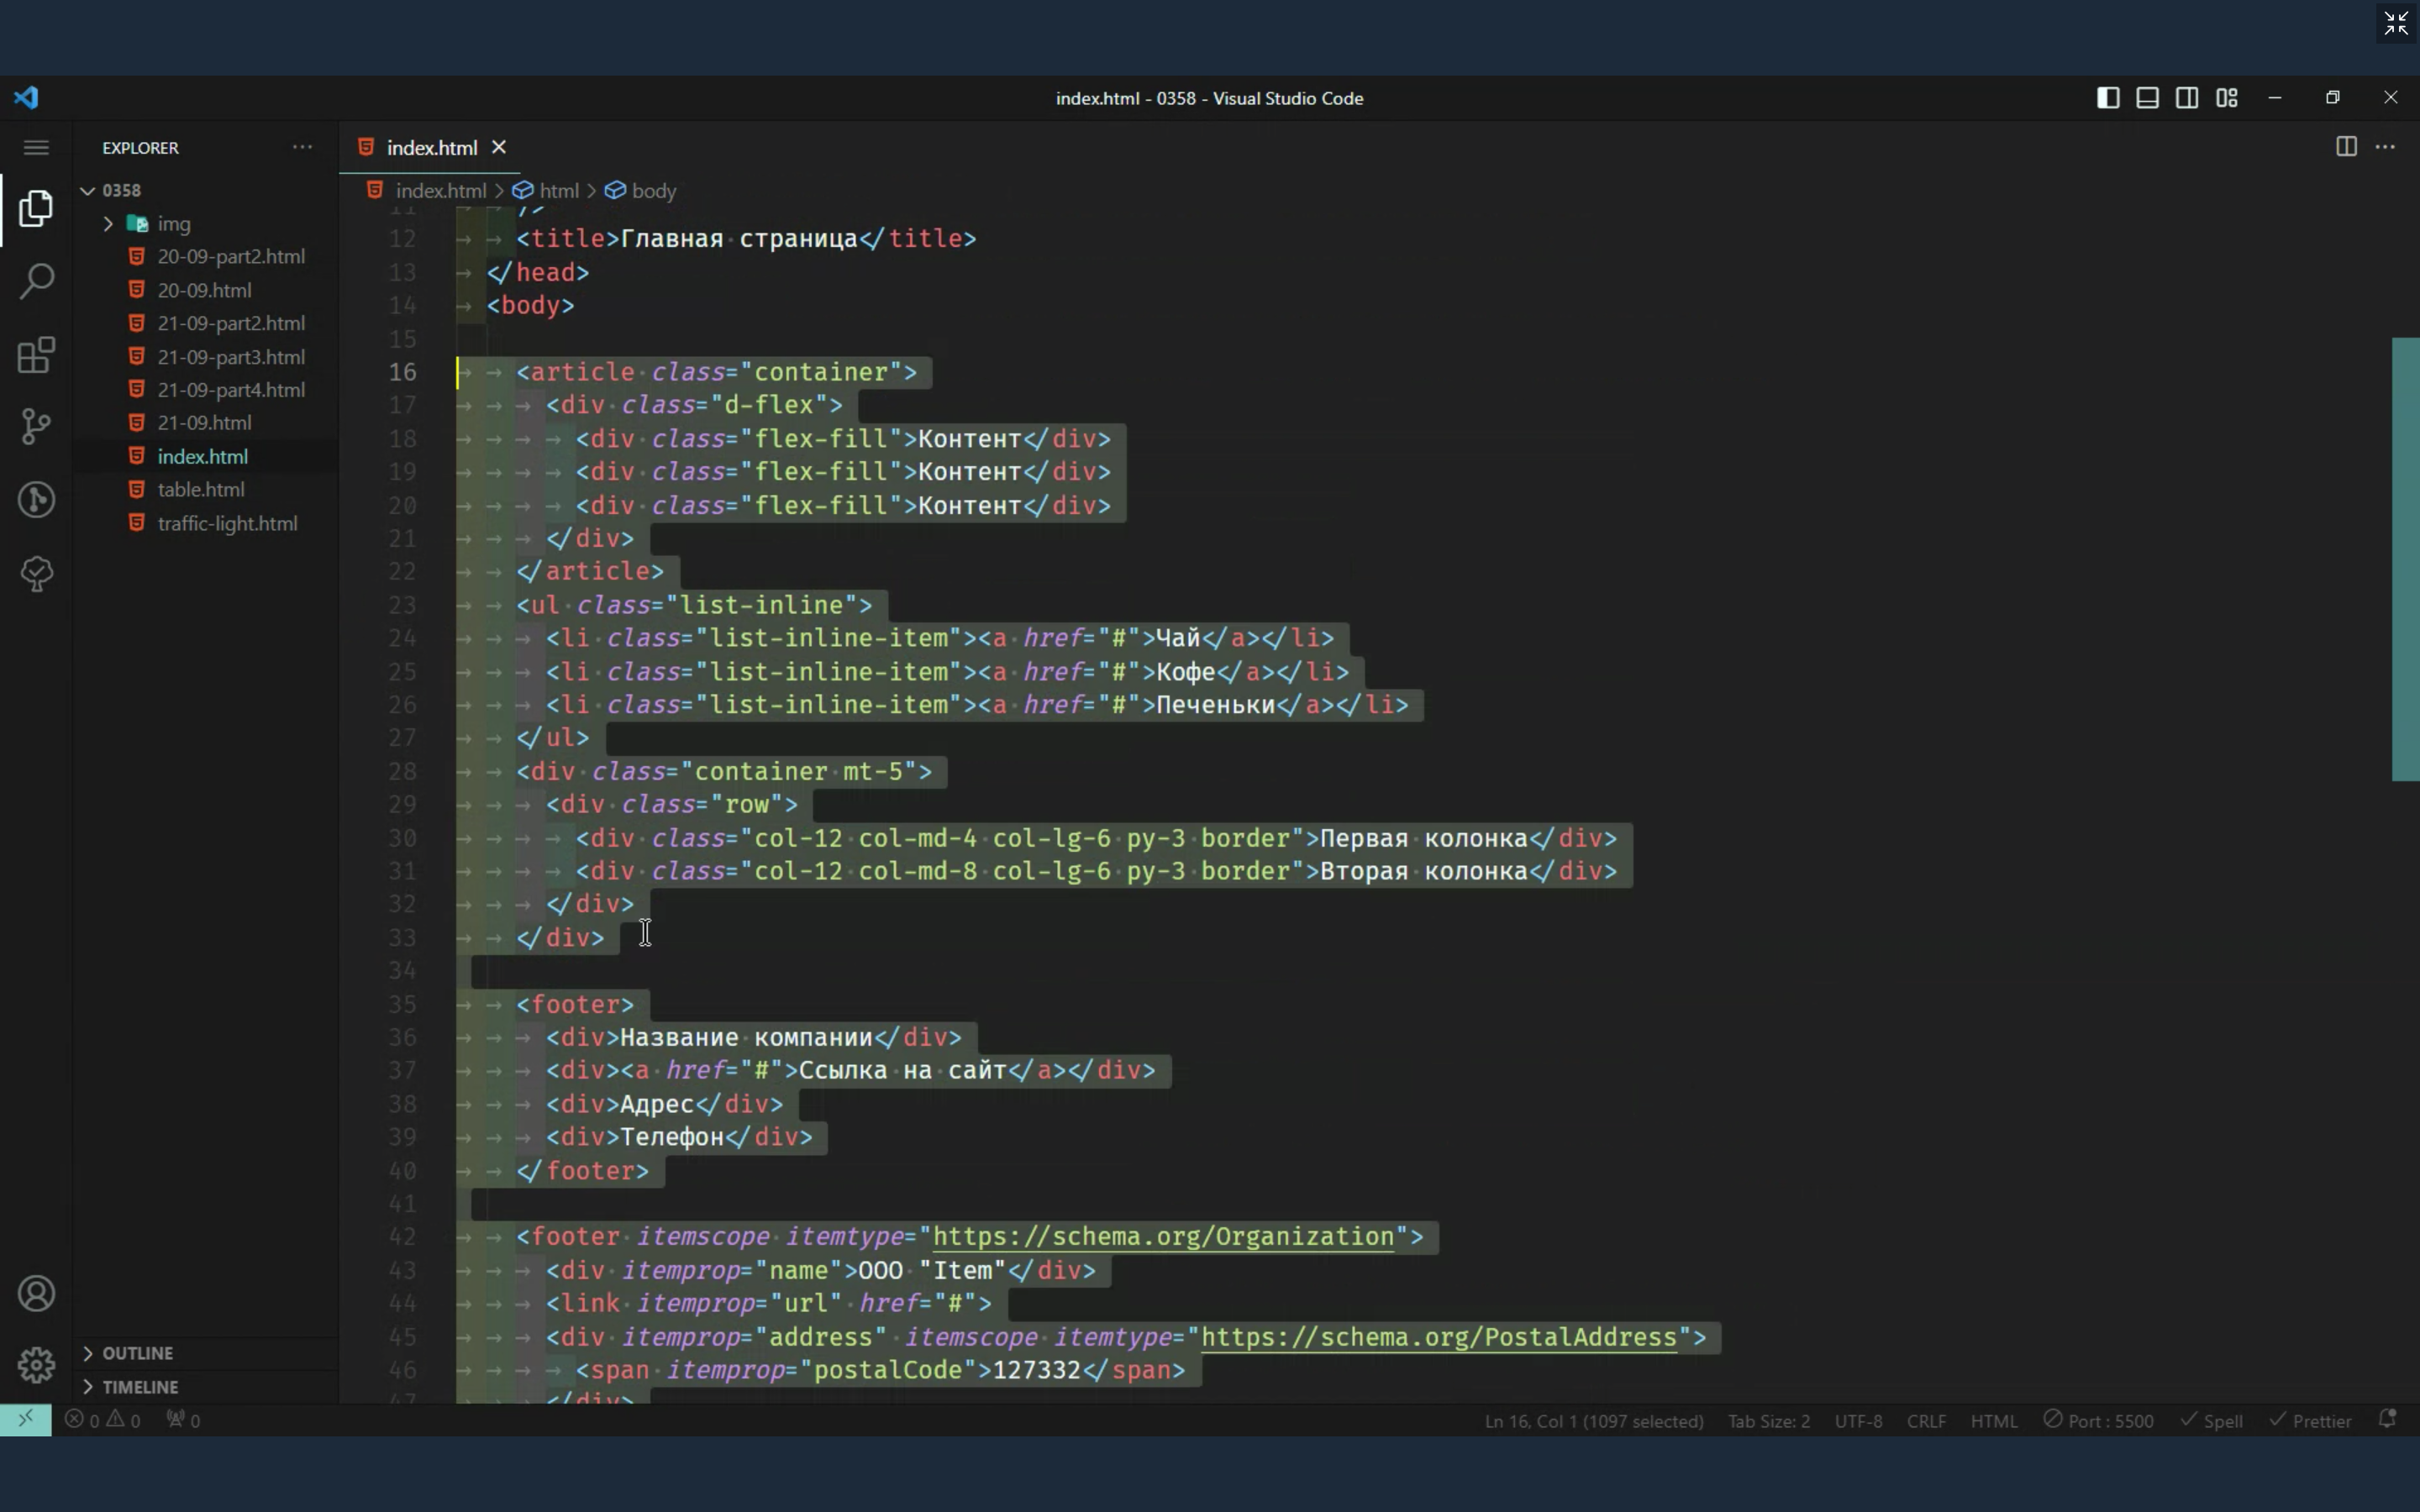 index.html - 0358 - Visual Studio Code
EXPLORER
0358
img
20-09-part2.html
20-09.html
21-09-part2.html
21-09-part3.html
21-09-part4.html
21-09.html
index.html
table.html
traffic-light.html
OUTLINE
TIMELINE
index.html
index.html > html > body
11 />
12 <title>Главная страница</title>
13 </head>
14 <body>
15
16 <article class="container">
17 <div class="d-flex">
18 <div class="flex-fill">Контент</div>
19 <div class="flex-fill">Контент</div>
20 <div class="flex-fill">Контент</div>
21 </div>
22 </article>
23 <ul class="list-inline">
24 <li class="list-inline-item"><a href="#">Чай</a></li>
25 <li class="list-inline-item"><a href="#">Кофе</a></li>
26 <li class="list-inline-item"><a href="#">Печеньки</a></li>
27 </ul>
28 <div class="container mt-5">
29 <div class="row">
30 <div class="col-12 col-md-4 col-lg-6 py-3 border">Первая колонка</div>
31 <div class="col-12 col-md-8 col-lg-6 py-3 border">Вторая колонка</div>
32 </div>
33 </div>
34
35 <footer>
36 <div>Название компании</div>
37 <div><a href="#">Ссылка на сайт</a></div>
38 <div>Адрес</div>
39 <div>Телефон</div>
40 </footer>
41
42 <footer itemscope itemtype="https://schema.org/Organization">
43 <div itemprop="name">ООО "Item"</div>
44 <link itemprop="url" href="#">
45 <div itemprop="address" itemscope itemtype="https://schema.org/PostalAddress">
46 <span itemprop="postalCode">127332</span>
47 </div>
0 0 0 Ln 16, Col 1 (1097 selected) Tab Size: 2 UTF-8 CRLF HTML Port : 5500 Spell Prettier